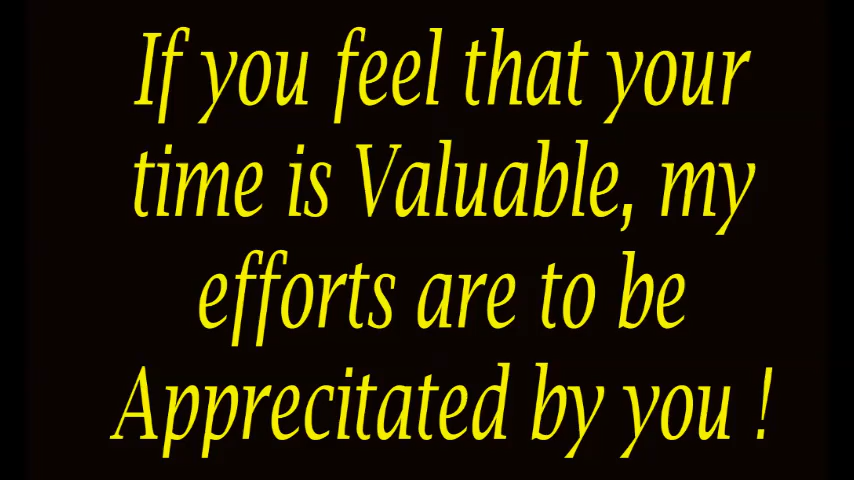 If you feel that your
time is Valuable, my
efforts are to be
Apprecitated by you !